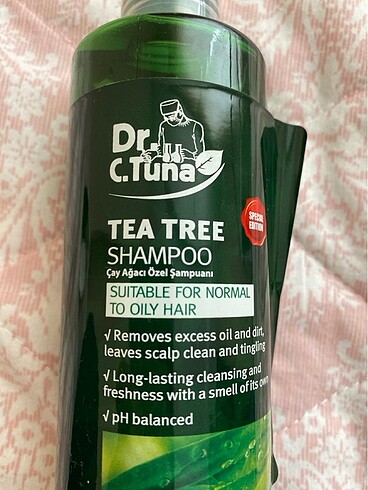 Dr.
C.Tuna
TEA TREE
SHAMPOO
SPECIAL
EDITION
Çay Ağacı Özel Şampuanı
SUITABLE FOR NORMAL
TO OILY HAIR
√ Removes excess oil and dirt,
leaves scalp clean and tingling
√ Long-lasting cleansing and
freshness with a smell of its own
√ pH balanced